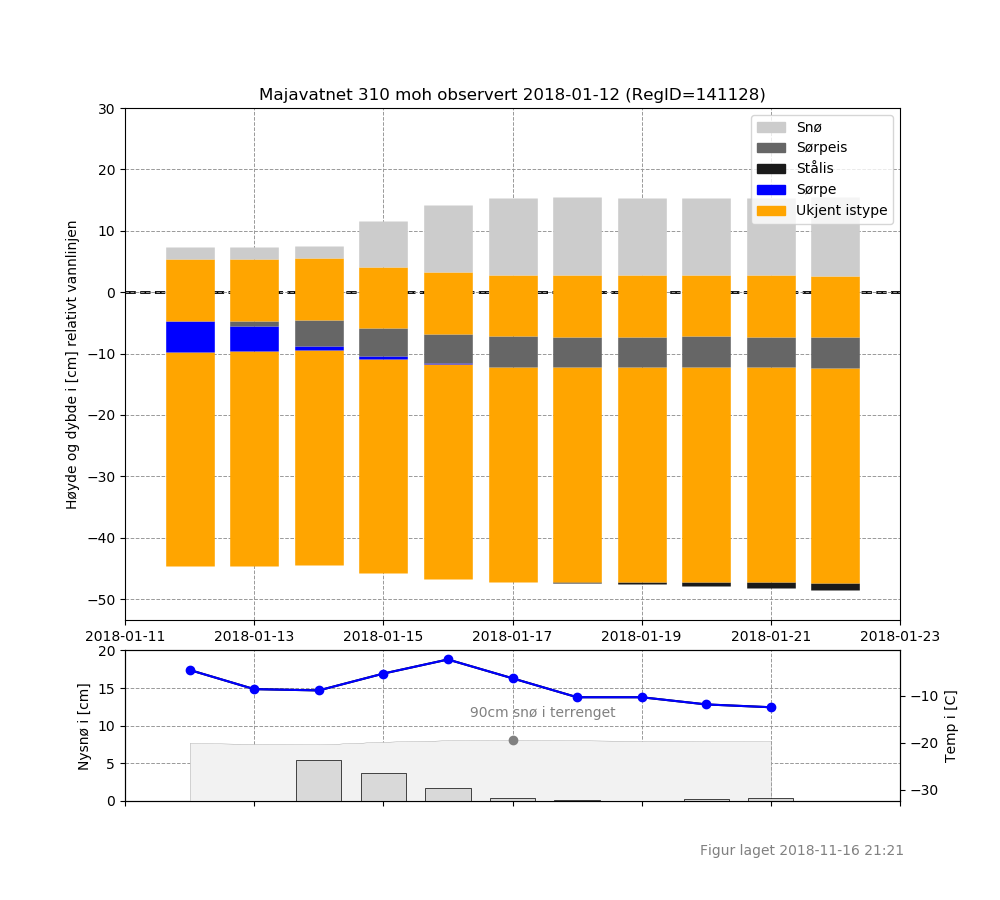 Majavatnet 310 moh observert 2018-01-12 (RegID=141128)
Høyde og dybde i [cm] relativt vannlinjen
30
20
10
0
−10
−20
−30
−40
−50
Snø
Sørpeis
Stålis
Sørpe
Ukjent istype
2018-01-11 2018-01-13 2018-01-15 2018-01-17 2018-01-19 2018-01-21 2018-01-23
Nysnø i [cm]
20
15
10
5
0
90cm snø i terrenget
−10
−20
−30
Temp i [C]
Figur laget 2018-11-16 21:21